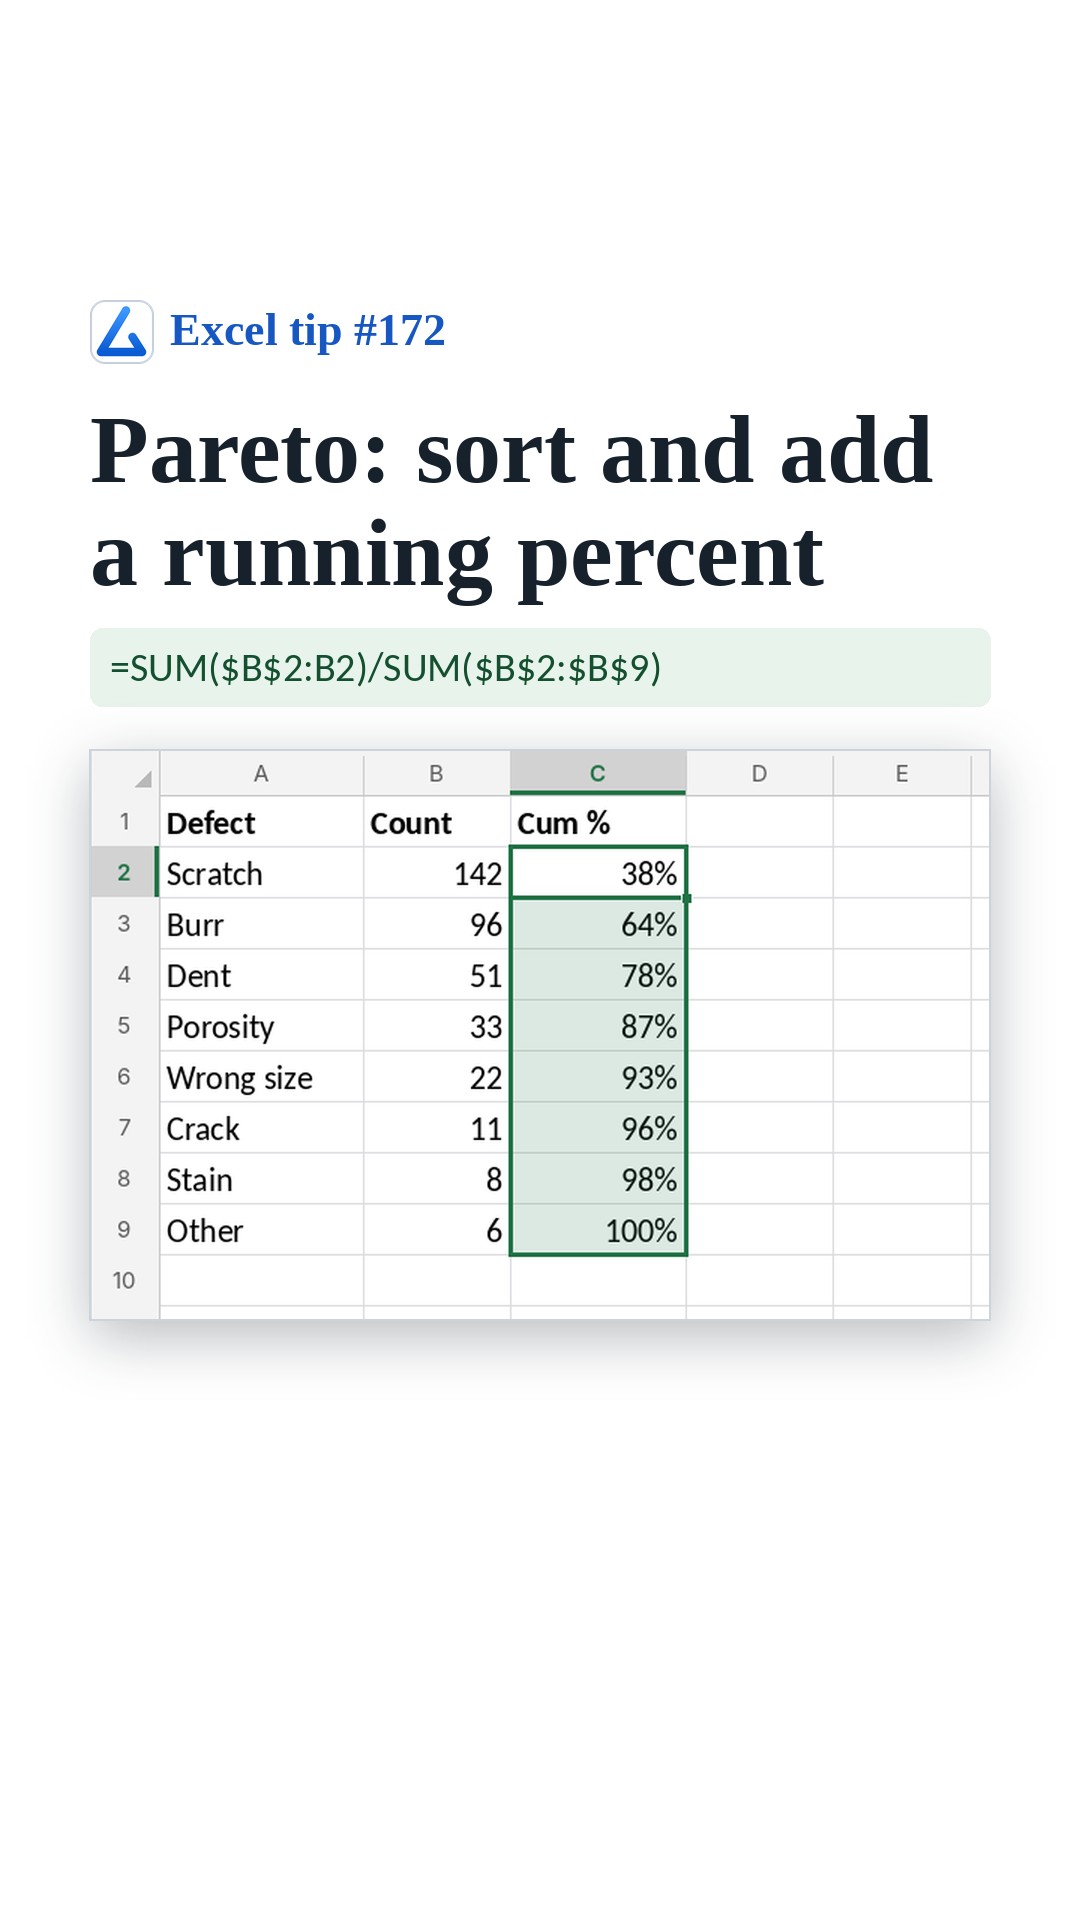 Excel tip #172
Pareto: sort and add
a running percent
=SUM($B$2:B2)/SUM($B$2:$B$9)
A B C D E
1 Defect Count Cum %
2 Scratch 142 38%
3 Burr 96 64%
4 Dent 51 78%
5 Porosity 33 87%
6 Wrong size 22 93%
7 Crack 11 96%
8 Stain 8 98%
9 Other 6 100%
10